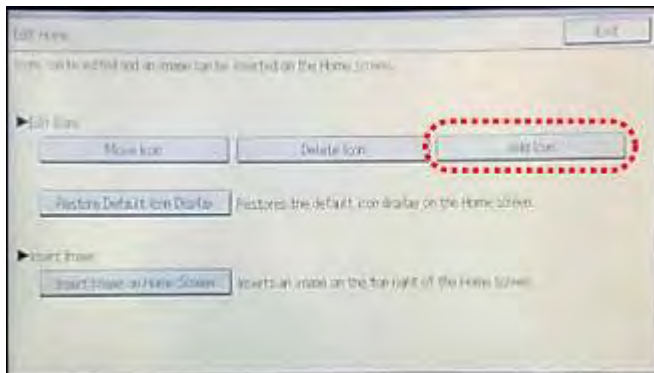 Edit Home
Exit
Icons can be edited and an image can be inserted on the Home Screen.
▶Edit Icons
Move Icon
Delete Icon
Add Icon
Restore Default Icon Display
Restores the default icon display on the Home Screen.
▶Insert Image
Insert Image on Home Screen
Inserts an image on the top right of the Home Screen.